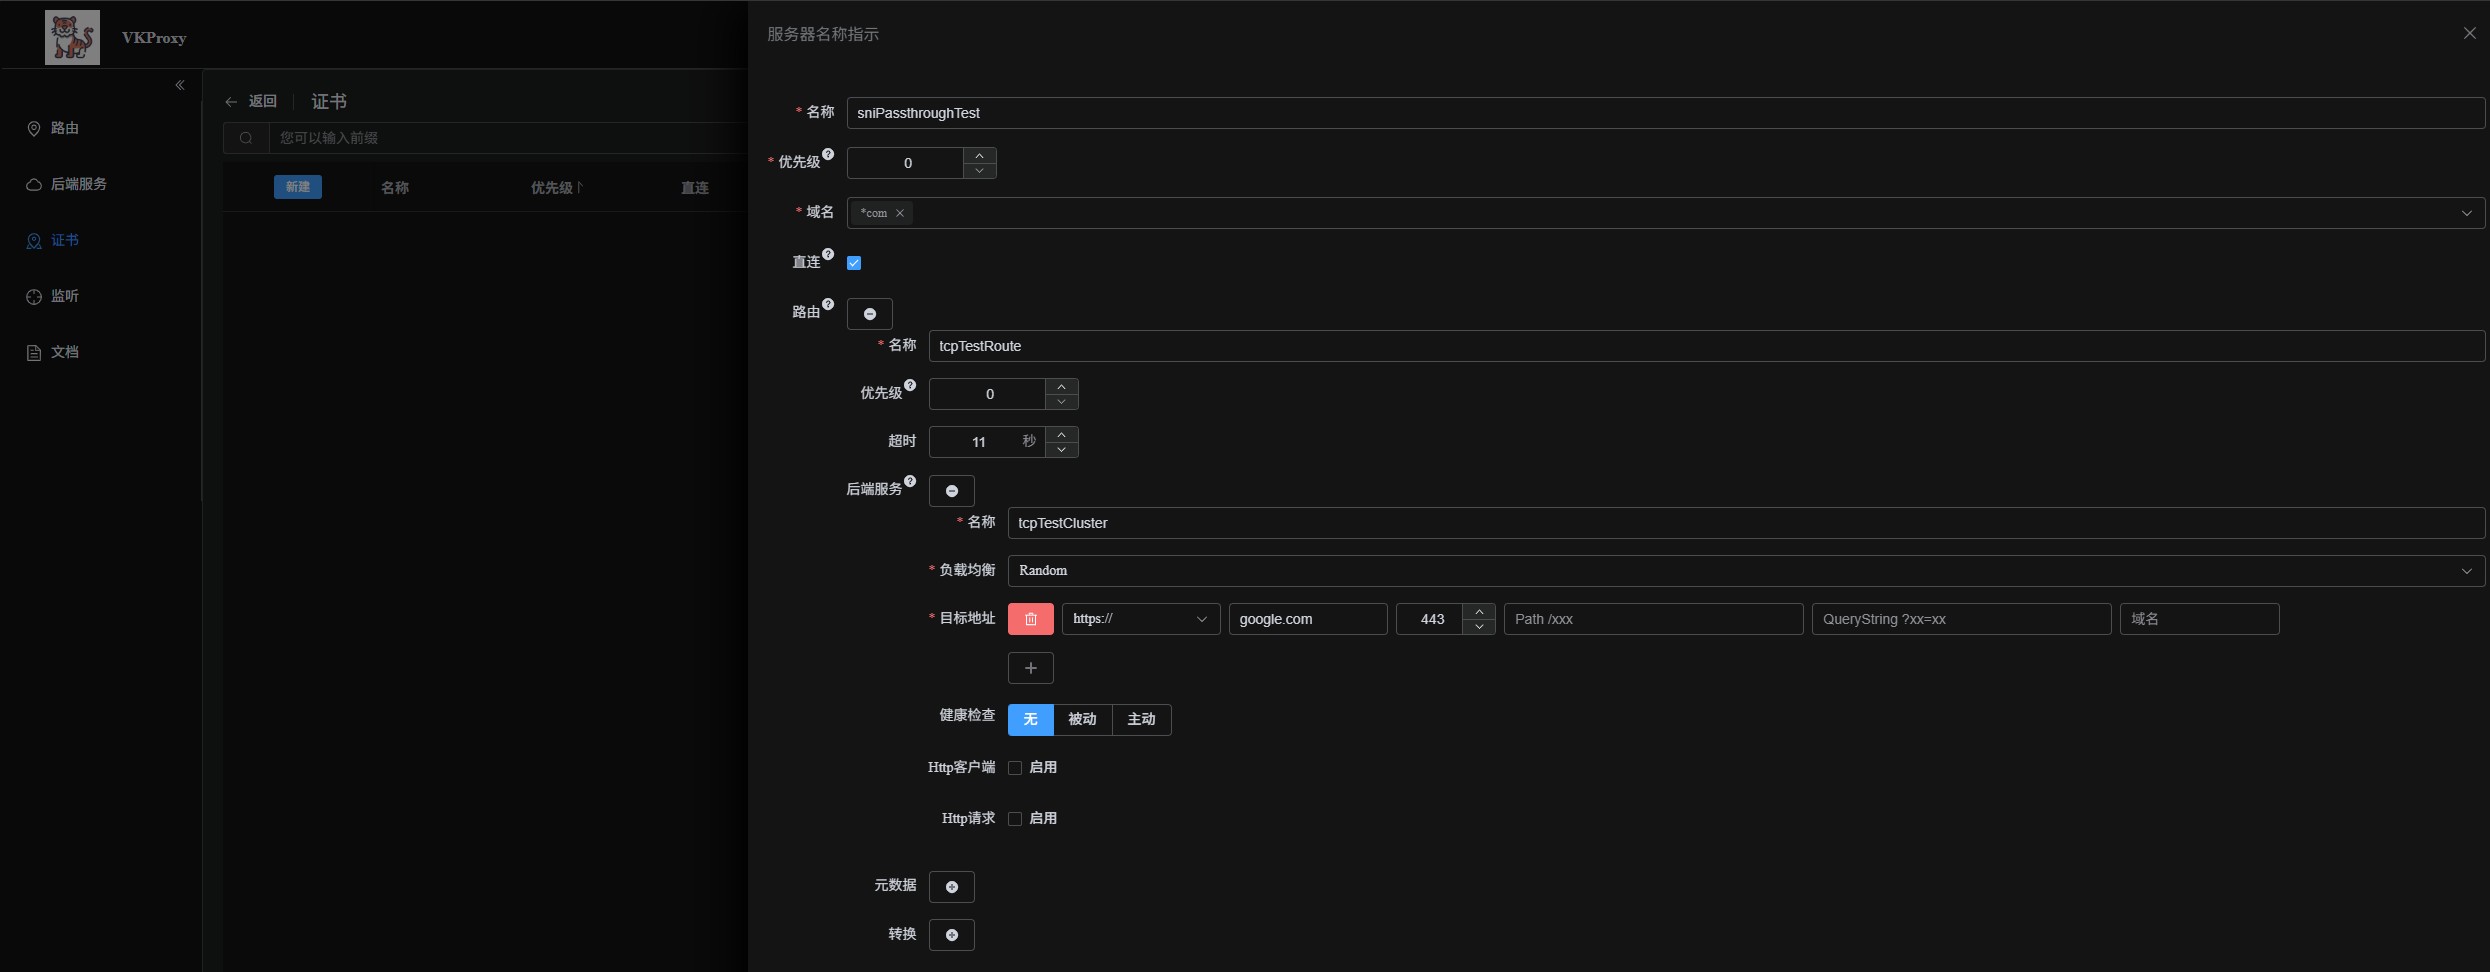 VKProxy
路由
后端服务
证书
监听
文档
返回
证书
您可以输入前缀
新建 名称 优先级 直连
服务器名称指示
* 名称 sniPassthroughTest
* 优先级 ? 0
* 域名 *com
直连 ?
路由 ?
* 名称 tcpTestRoute
优先级 ? 0
超时 11 秒
后端服务 ?
* 名称 tcpTestCluster
* 负载均衡 Random
* 目标地址 https:// google.com 443 Path /xxx QueryString ?xx=xx 域名
健康检查 无 被动 主动
Http客户端 启用
Http请求 启用
元数据
转换